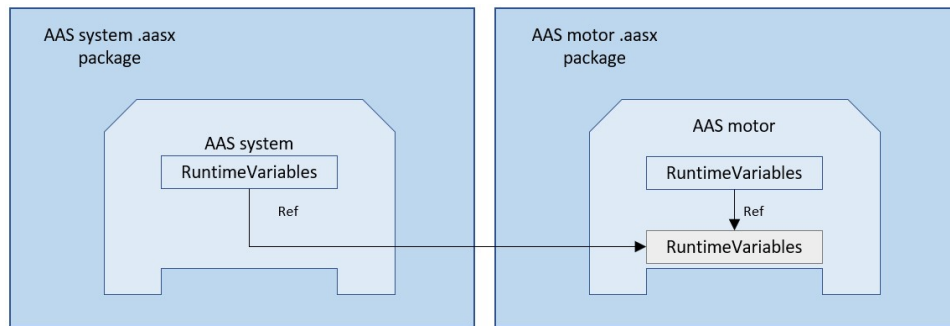 AAS system .aasx
package
AAS system
RuntimeVariables
Ref
AAS motor .aasx
package
AAS motor
RuntimeVariables
Ref
RuntimeVariables